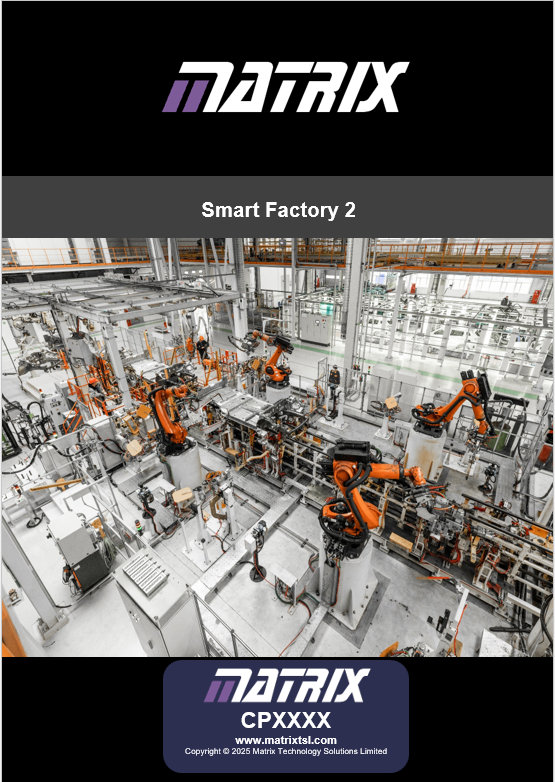 MATRIX
Smart Factory 2
MATRIX
CPXXXX
www.matrixtsl.com
Copyright © 2025 Matrix Technology Solutions Limited